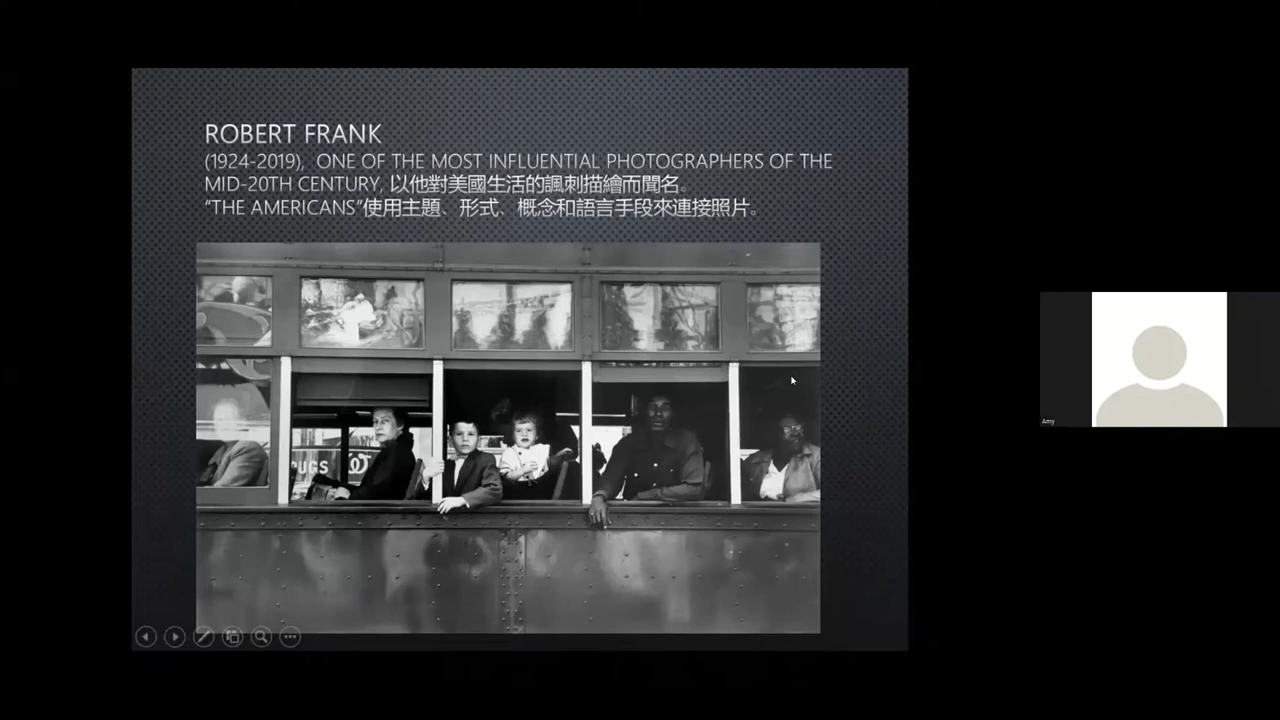 ROBERT FRANK
(1924-2019), ONE OF THE MOST INFLUENTIAL PHOTOGRAPHERS OF THE
MID-20TH CENTURY, 以他對美國生活的諷刺描繪而聞名。
“THE AMERICANS”使用主題、形式、概念和語言手段來連接照片。
UGS
Amy